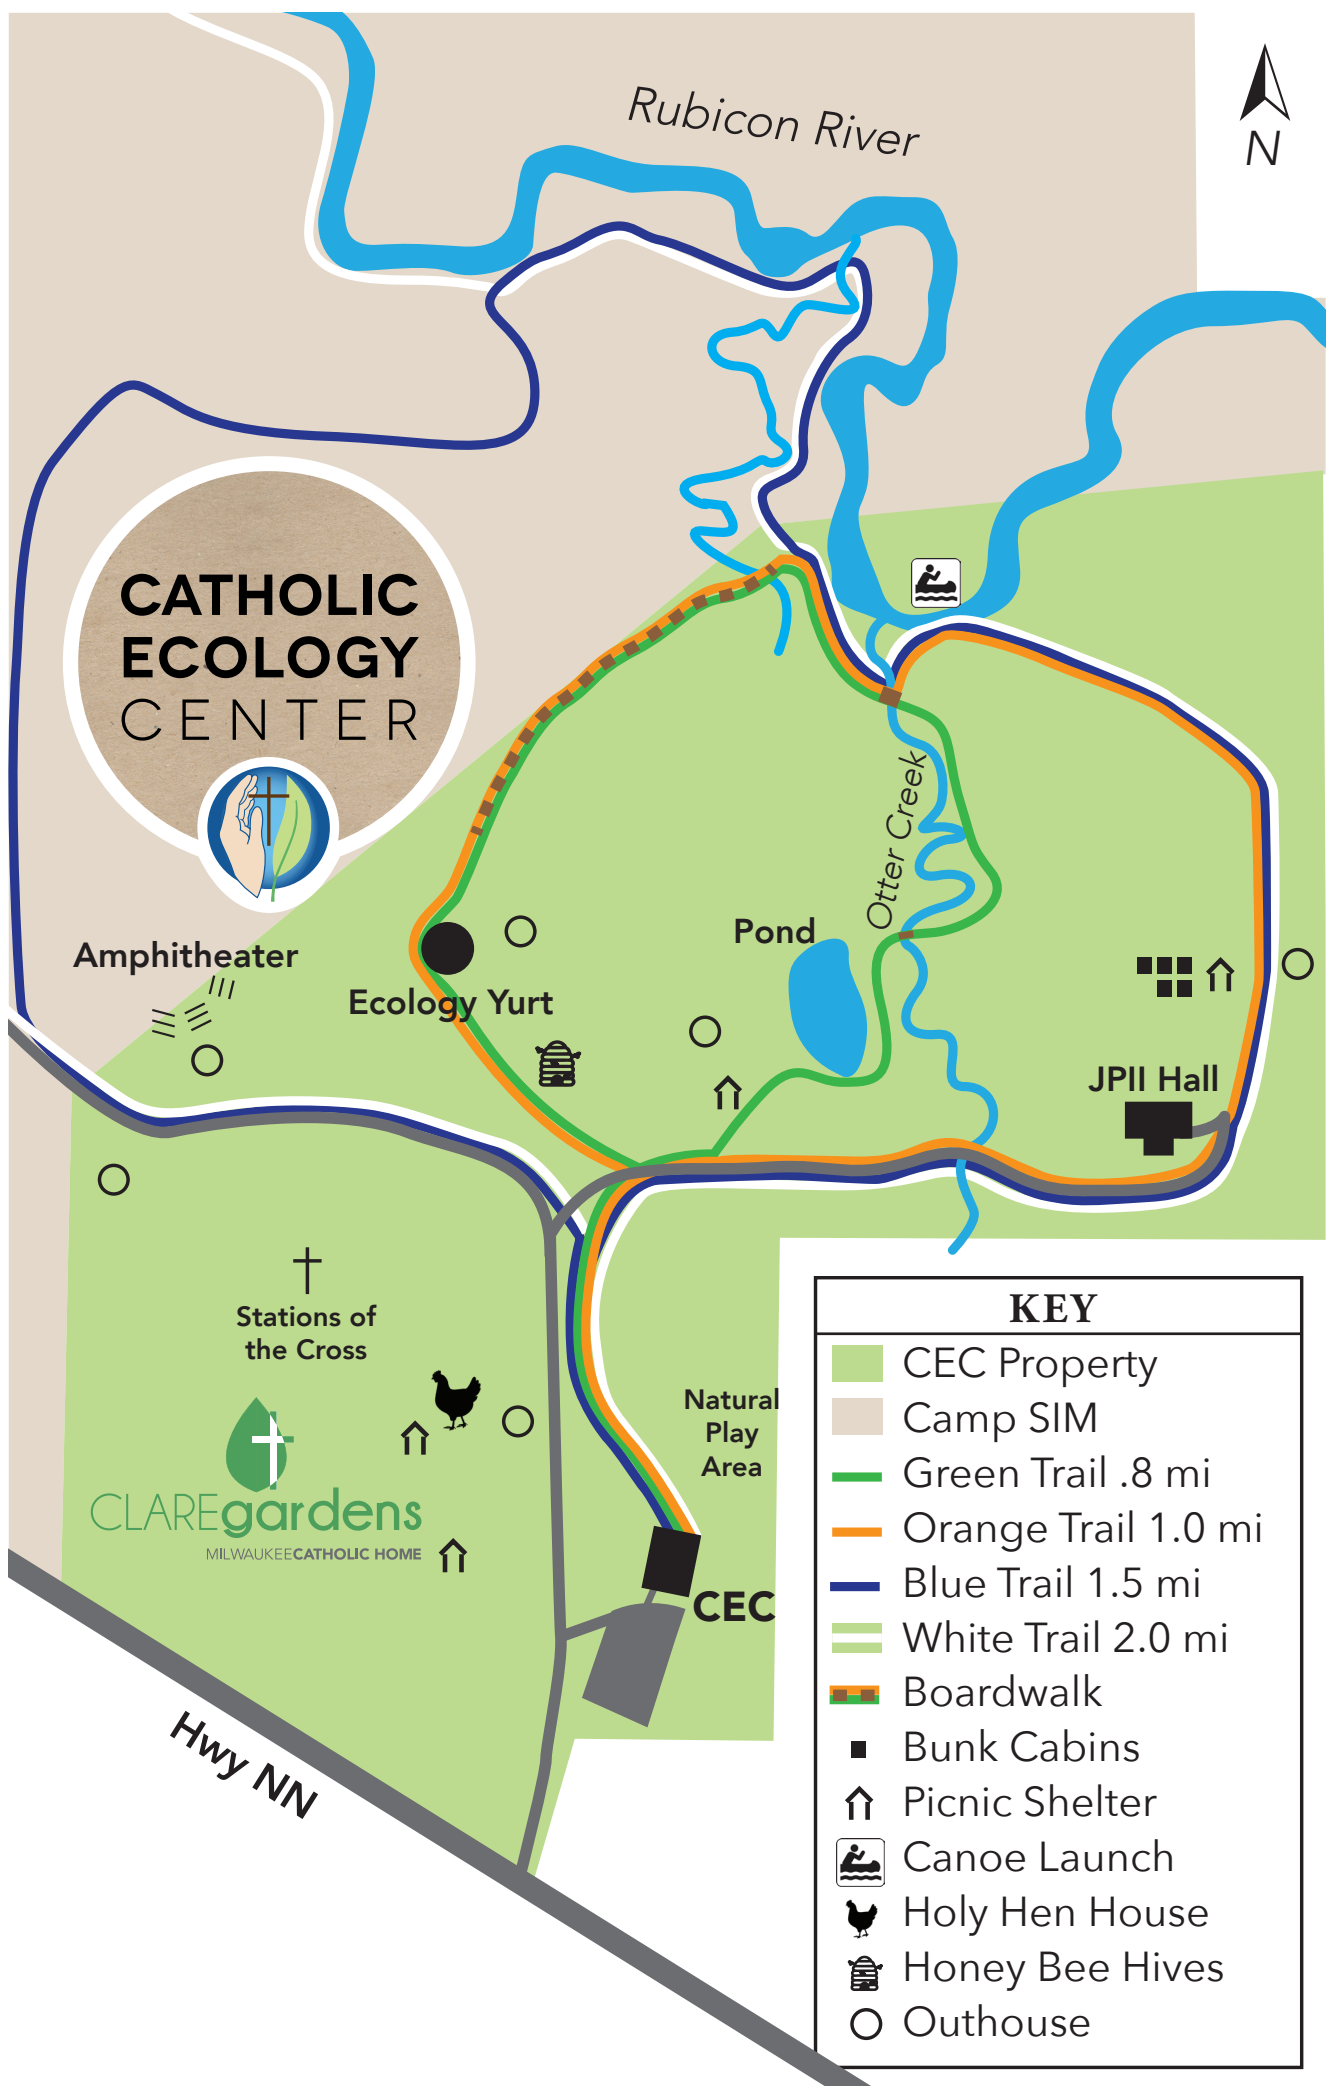 Rubicon River
N
CATHOLIC
ECOLOGY
CENTER
Otter Creek
Amphitheater
Pond
Ecology Yurt
JPII Hall
Stations of
the Cross
Natural
Play
Area
CLAREgardens
MILWAUKEECATHOLIC HOME
CEC
Hwy NN
KEY
CEC Property
Camp SIM
Green Trail .8 mi
Orange Trail 1.0 mi
Blue Trail 1.5 mi
White Trail 2.0 mi
Boardwalk
Bunk Cabins
Picnic Shelter
Canoe Launch
Holy Hen House
Honey Bee Hives
Outhouse